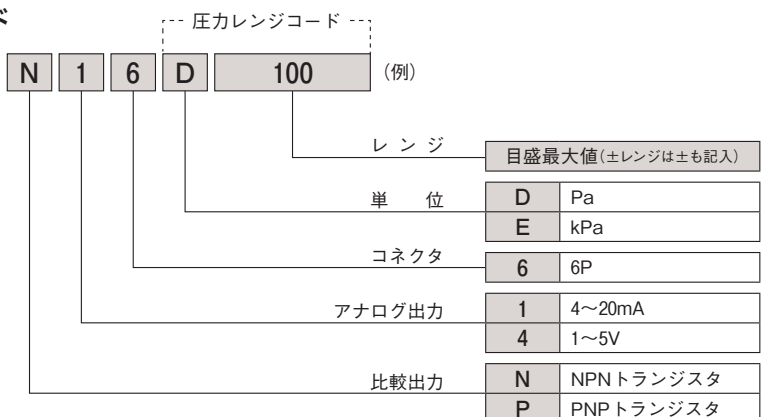 ド
圧力レンジコード
N 1 6 D 100 (例)
レンジ 目盛最大値(±レンジは±も記入)
単位 D Pa
E kPa
コネクタ 6 6P
アナログ出力 1 4〜20mA
4 1〜5V
比較出力 N NPNトランジスタ
P PNPトランジスタ